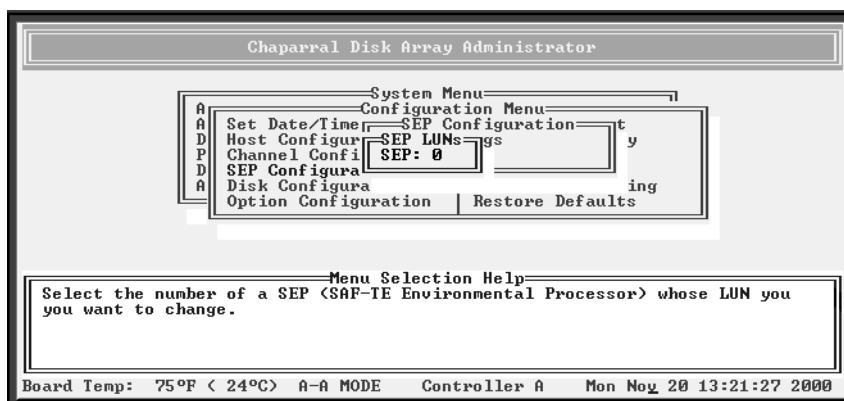 Chaparral Disk Array Administrator
System Menu
A Configuration Menu
A Set Date/Time SEP Configuration t
D Host Configur SEP LUNs gs y
P Channel Confi SEP: 0
D SEP Configura
A Disk Configura ing
Option Configuration | Restore Defaults
Menu Selection Help
Select the number of a SEP (SAF-TE Environmental Processor) whose LUN you
you want to change.
Board Temp: 75°F ( 24°C) A-A MODE Controller A Mon Nov 20 13:21:27 2000